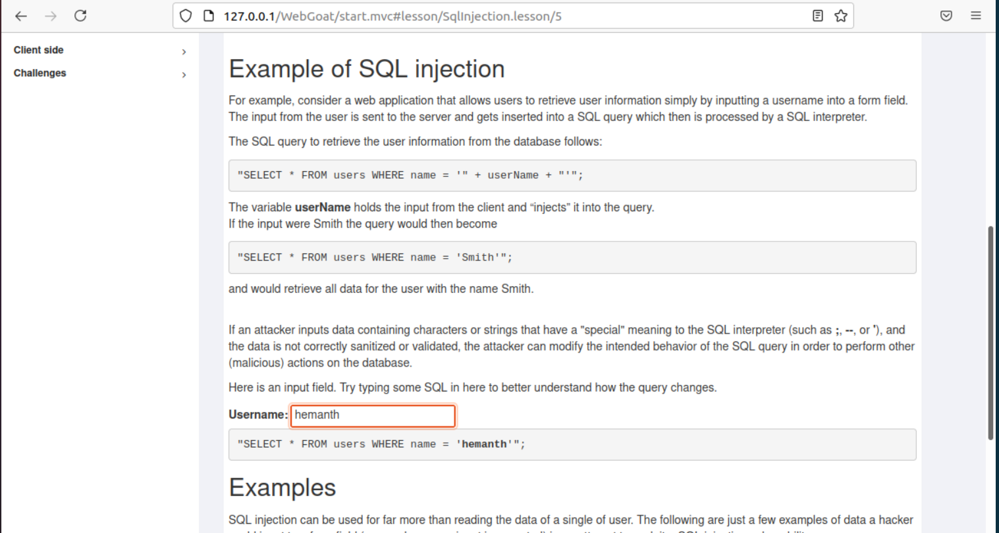 127.0.0.1/WebGoat/start.mvc#lesson/SqlInjection.lesson/5
Client side
Challenges
Example of SQL injection
For example, consider a web application that allows users to retrieve user information simply by inputting a username into a form field.
The input from the user is sent to the server and gets inserted into a SQL query which then is processed by a SQL interpreter.
The SQL query to retrieve the user information from the database follows:
"SELECT * FROM users WHERE name = '" + userName + "'";
The variable userName holds the input from the client and “injects” it into the query.
If the input were Smith the query would then become
"SELECT * FROM users WHERE name = 'Smith'";
and would retrieve all data for the user with the name Smith.
If an attacker inputs data containing characters or strings that have a "special" meaning to the SQL interpreter (such as ;, --, or '), and
the data is not correctly sanitized or validated, the attacker can modify the intended behavior of the SQL query in order to perform other
(malicious) actions on the database.
Here is an input field. Try typing some SQL in here to better understand how the query changes.
Username: hemanth
"SELECT * FROM users WHERE name = 'hemanth'";
Examples
SQL injection can be used for far more than reading the data of a single of user. The following are just a few examples of data a hacker